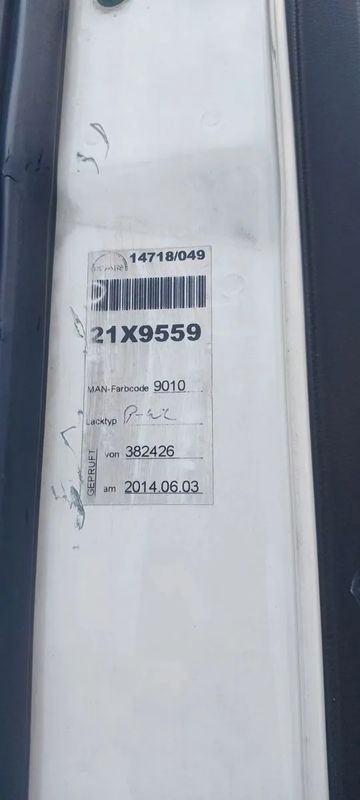 14718/049
21X9559
MAN-Farbcode 9010
Lacktyp
GEPRÜFT
von 382426
am 2014.06.03